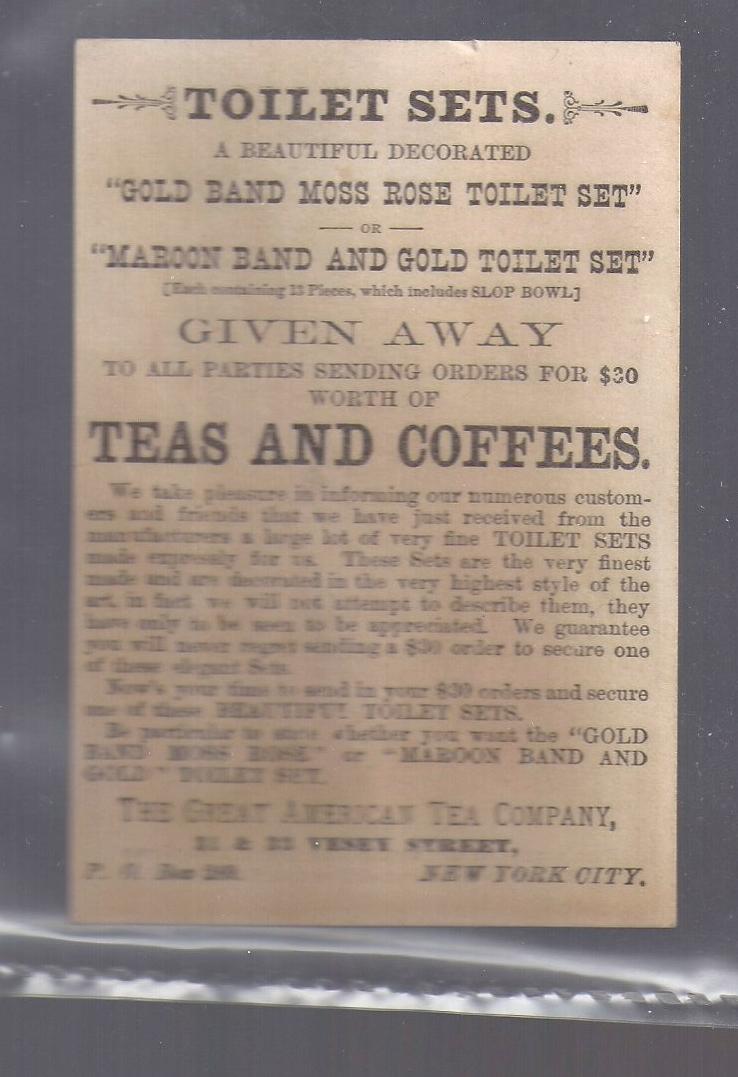 TOILET SETS.
A BEAUTIFUL DECORATED
"GOLD BAND MOSS ROSE TOILET SET"
OR
"MAROON BAND AND GOLD TOILET SET"
[Each containing 13 Pieces, which includes SLOP BOWL]
GIVEN AWAY
TO ALL PARTIES SENDING ORDERS FOR $30
WORTH OF
TEAS AND COFFEES.
We take pleasure in informing our numerous custom-
ers and friends that we have just received from the
manufacturers a large lot of very fine TOILET SETS
made expressly for us. These Sets are the very finest
made and are decorated in the very highest style of the
art, in fact we will not attempt to describe them, they
have only to be seen to be appreciated. We guarantee
you will never regret sending a $30 order to secure one
of these elegant Sets.
Now's your time to send in your $30 orders and secure
one of these BEAUTIFUL TOILET SETS.
Be particular to state whether you want the "GOLD
BAND MOSS ROSE" or "MAROON BAND AND
GOLD" TOILET SET.
THE GREAT AMERICAN TEA COMPANY,
31 & 33 VESEY STREET,
P. O. Box NEW YORK CITY.